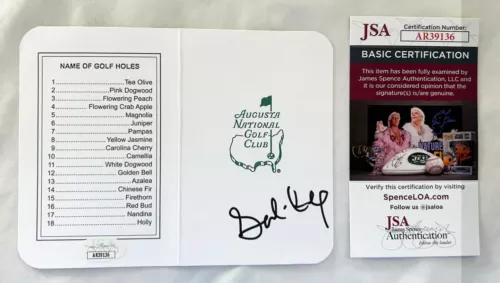 NAME OF GOLF HOLES
1 Tea Olive
2 Pink Dogwood
3 Flowering Peach
4 Flowering Crab Apple
5 Magnolia
6 Juniper
7 Pampas
8 Yellow Jasmine
9 Carolina Cherry
10 Camellia
11 White Dogwood
12 Golden Bell
13 Azalea
14 Chinese Fir
15 Firethorn
16 Red Bud
17 Nandina
18 Holly
AR39136
AUGUSTA
NATIONAL
GOLF
CLUB
JSA
Certification Number:
AR39136
BASIC CERTIFICATION
This item has been fully examined by
James Spence Authentication, LLC and
it is our considered opinion that the
signature(s) is/are genuine.
Verify this certification by visiting
SpenceLOA.com
Follow us @jsaloa
JSA
James Spence
Authentication